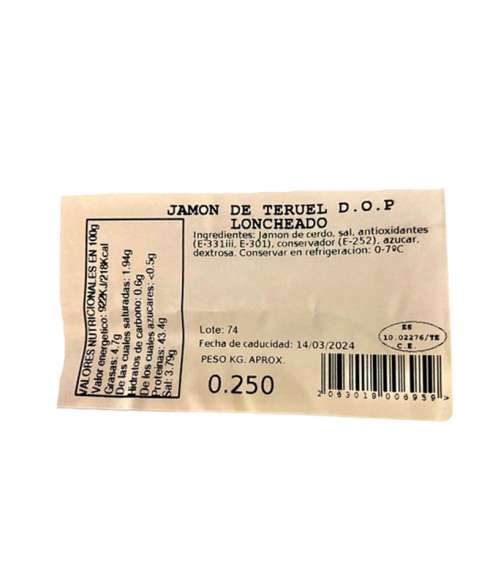 JAMON DE TERUEL D.O.P
LONCHEADO
Ingredientes: Jamon de cerdo, sal, antioxidantes
(E-331iii, E-301), conservador (E-252), azucar,
dextrosa. Conservar en refrigeracion: 0-7ºC
VALORES NUTRICIONALES EN 100g
Valor energetico: 922KJ/218Kcal
Grasas: 4.7g
De las cuales saturadas: 1.94g
Hidratos de carbono: 0.6g
De los cuales azucares: <0.5g
Proteinas: 43.4g
Sal: 3.79g
Lote: 74
Fecha de caducidad: 14/03/2024
PESO KG. APROX.
0.250
ES
10.02276/TE
C.E.
2 063019 006959 >